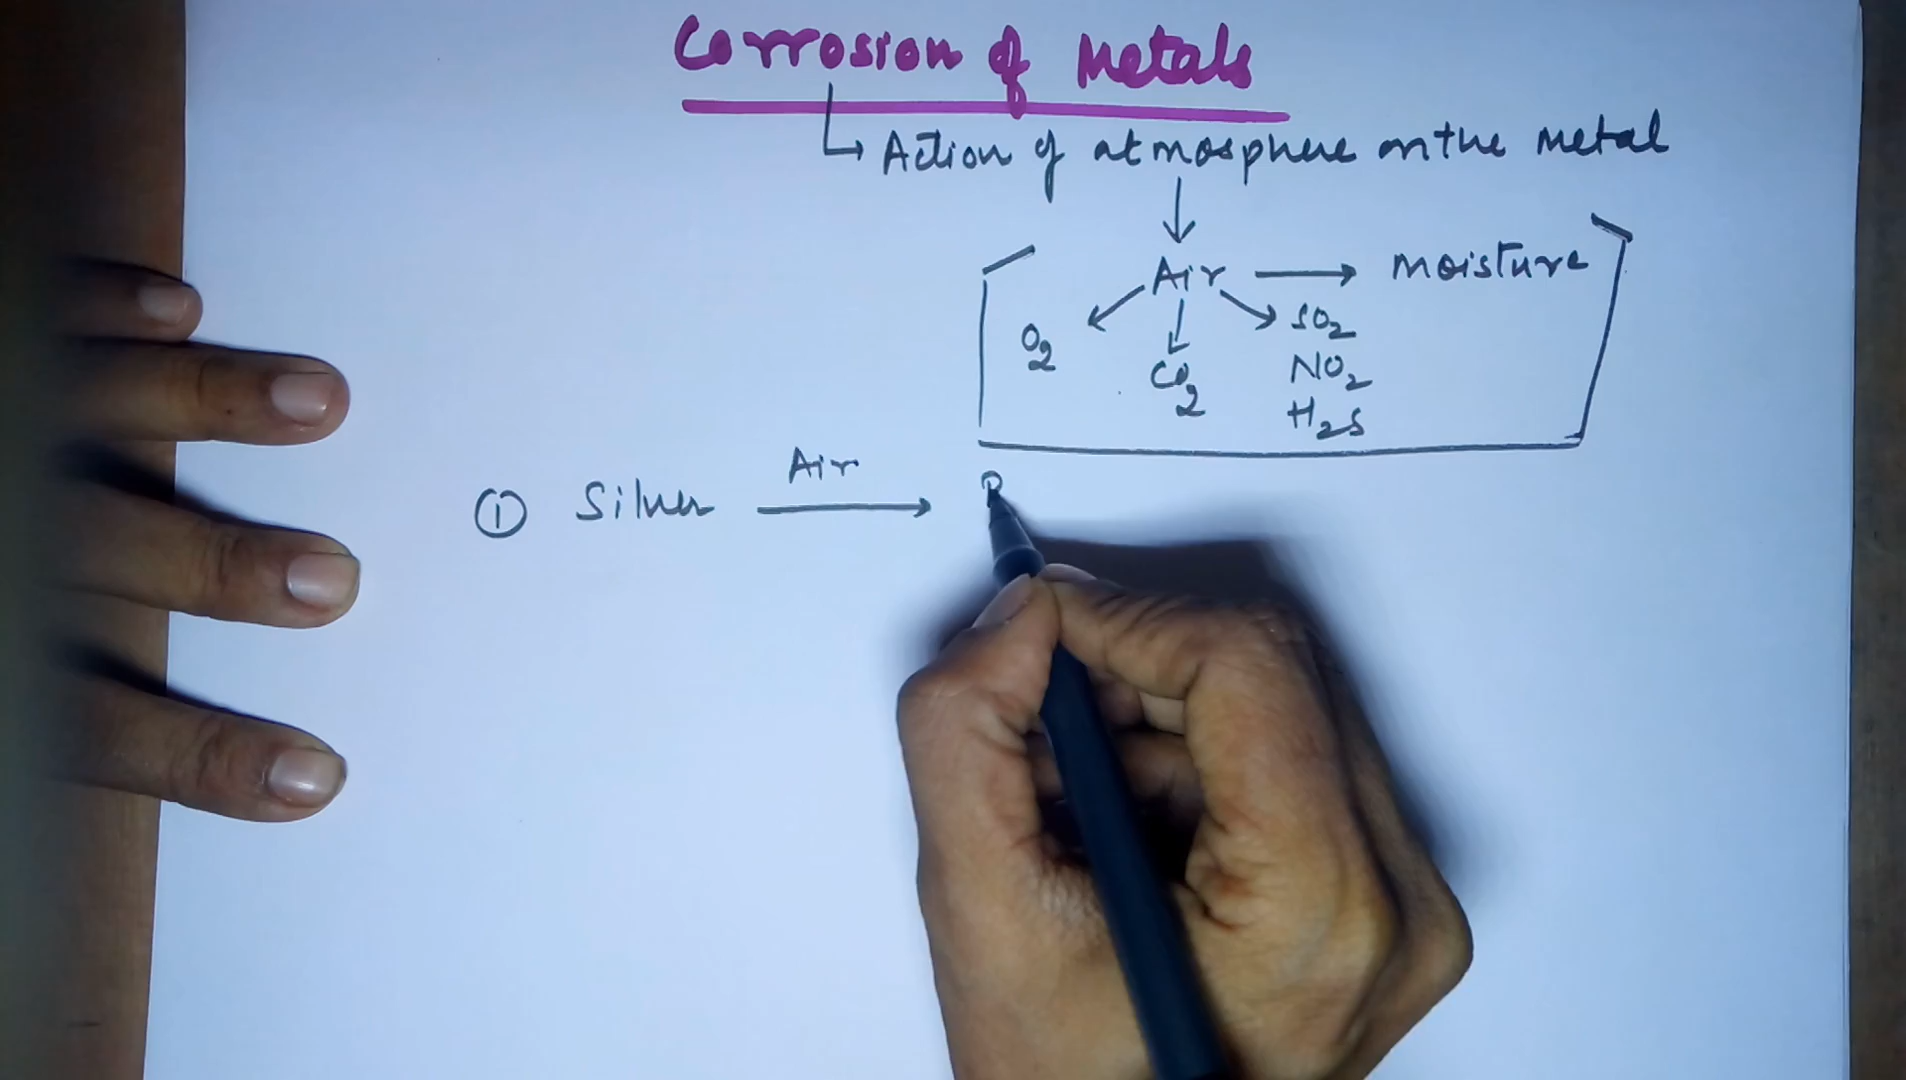 Corrosion of Metals
Action of atmosphere on the Metal
Air → Moisture
O2 CO2 SO2
NO2
H2S
① Silver Air →